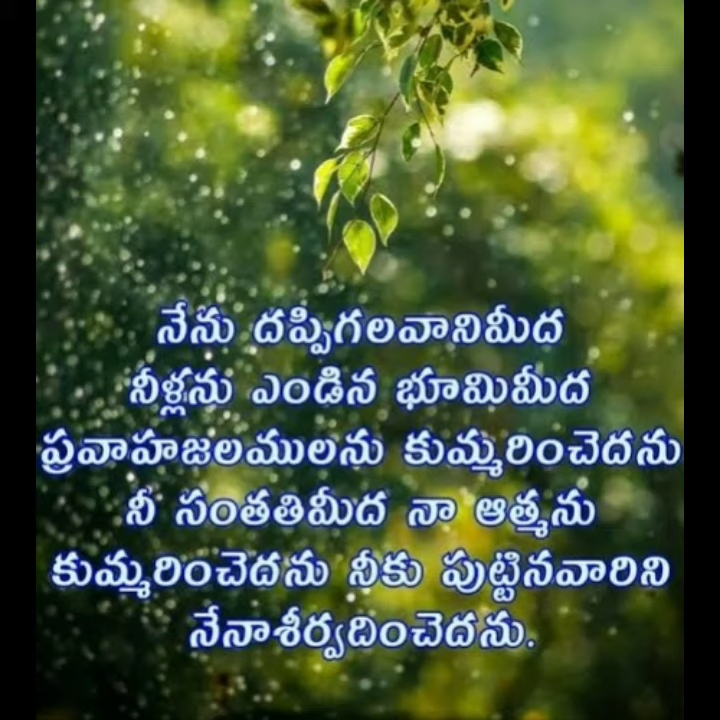 నేను దప్పిగలవానిమీద
నీళ్లను ఎండిన భూమిమీద
ప్రవాహజలములను కుమ్మరించెదను
నీ సంతతిమీద నా ఆత్మను
కుమ్మరించెదను నీకు పుట్టినవారిని
నేనాశీర్వదించెదను.